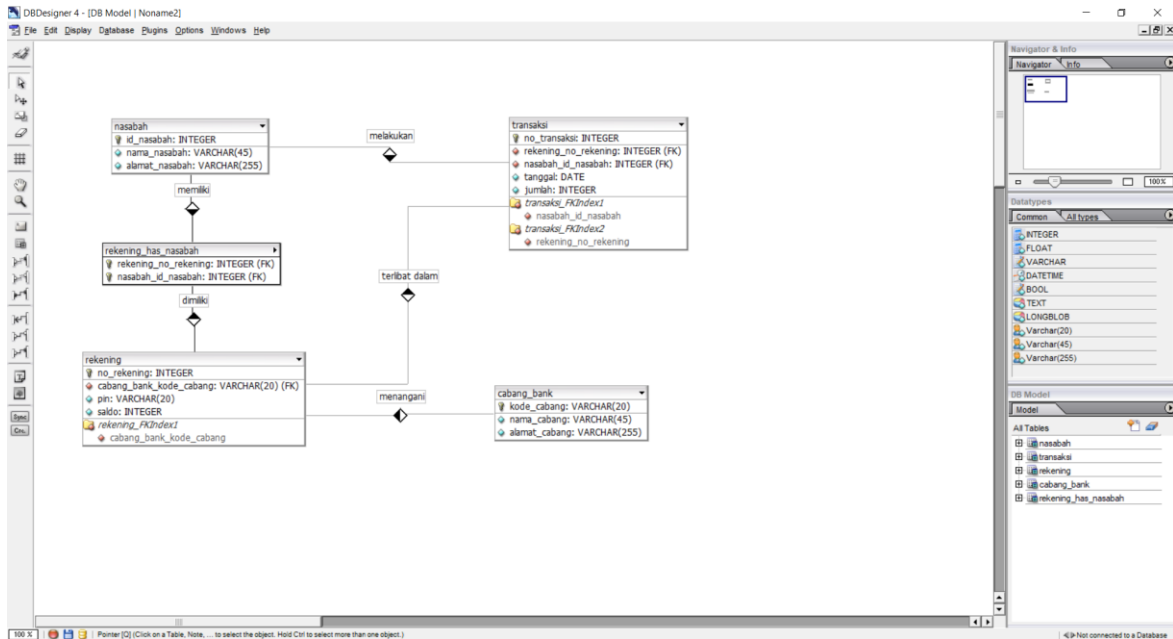 DBDesigner 4 - [DB Model | Noname2]
File Edit Display Database Plugins Options Windows Help
nasabah
id_nasabah: INTEGER
nama_nasabah: VARCHAR(45)
alamat_nasabah: VARCHAR(255)
melakukan
transaksi
no_transaksi: INTEGER
rekening_no_rekening: INTEGER (FK)
nasabah_id_nasabah: INTEGER (FK)
tanggal: DATE
jumlah: INTEGER
transaksi_FKIndex1
nasabah_id_nasabah
transaksi_FKIndex2
rekening_no_rekening
memiliki
rekening_has_nasabah
rekening_no_rekening: INTEGER (FK)
nasabah_id_nasabah: INTEGER (FK)
terlibat dalam
dimiliki
rekening
no_rekening: INTEGER
cabang_bank_kode_cabang: VARCHAR(20) (FK)
pin: VARCHAR(20)
saldo: INTEGER
rekening_FKIndex1
cabang_bank_kode_cabang
menangani
cabang_bank
kode_cabang: VARCHAR(20)
nama_cabang: VARCHAR(45)
alamat_cabang: VARCHAR(255)
Navigator & Info
Navigator Info
100%
Datatypes
Common All types
INTEGER
FLOAT
VARCHAR
DATETIME
BOOL
TEXT
LONGBLOB
Varchar(20)
Varchar(45)
Varchar(255)
DB Model
Model
All Tables
nasabah
transaksi
rekening
cabang_bank
rekening_has_nasabah
Sync
100 % Pointer [Q] (Click on a Table, Note, ... to select the object. Hold Ctrl to select more than one object.) Not connected to a Database